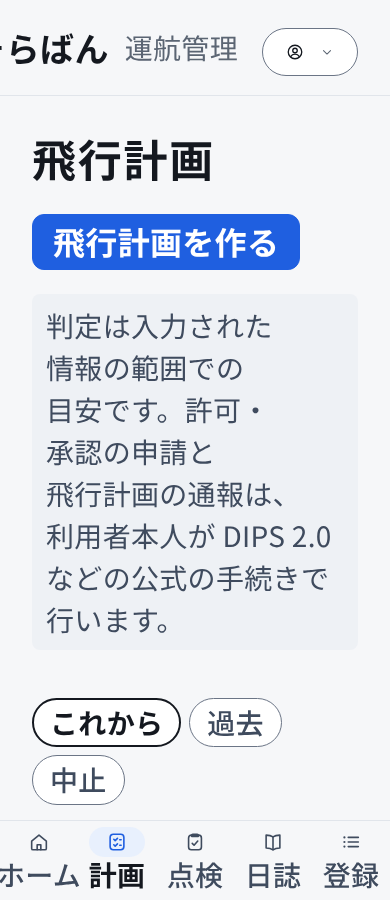 らばん 運航管理
飛行計画
飛行計画を作る
判定は入力された
情報の範囲での
目安です。許可・
承認の申請と
飛行計画の通報は、
利用者本人が DIPS 2.0
などの公式の手続きで
行います。
これから 過去
中止
ホーム 計画 点検 日誌 登録